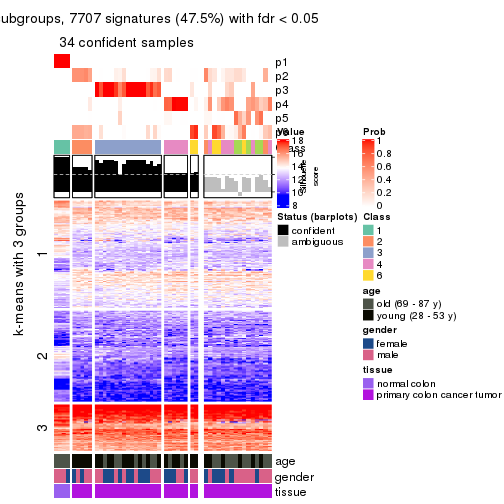 ubgroups, 7707 signatures (47.5%) with fdr < 0.05
34 confident samples
p1
p2
p3
p4
p5
Value
18
16
14
12
10
8
silhouette
score
Prob
1
0.8
0.6
0.4
0.2
0
Status (barplots)
confident
ambiguous
Class
1
2
3
4
6
age
old (69 - 87 y)
young (28 - 53 y)
gender
female
male
tissue
normal colon
primary colon cancer tumor
k-means with 3 groups
1
2
3
age
gender
tissue